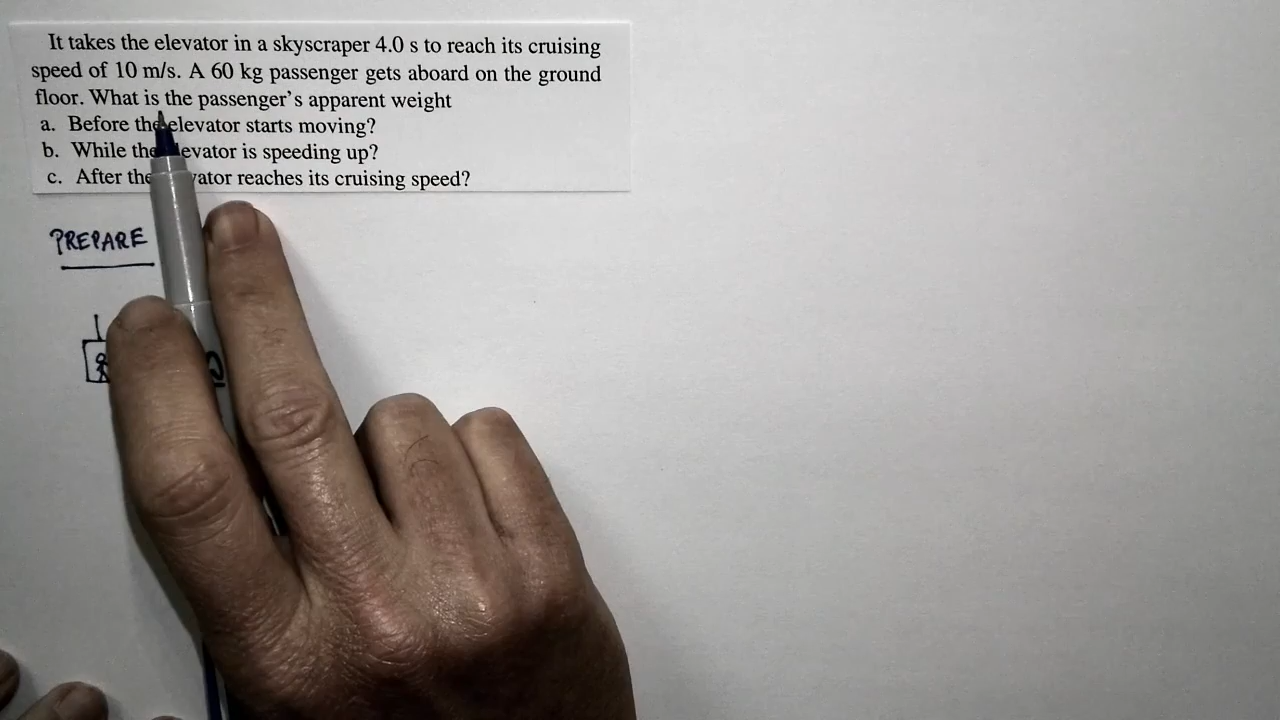 It takes the elevator in a skyscraper 4.0 s to reach its cruising
speed of 10 m/s. A 60 kg passenger gets aboard on the ground
floor. What is the passenger's apparent weight
a. Before the elevator starts moving?
b. While the elevator is speeding up?
c. After the reaches its cruising speed?
PREPARE